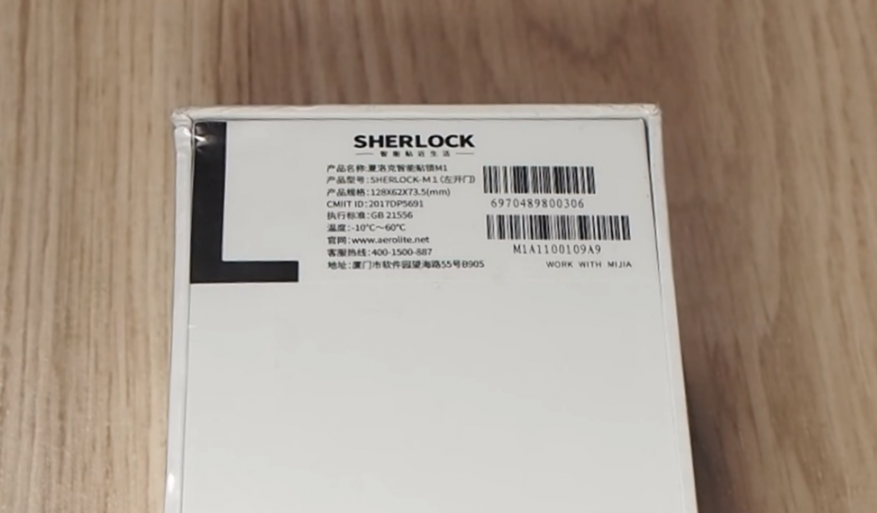 L
SHERLOCK
智能贴近生活
产品名称:夏洛克智能贴锁M1
产品型号:SHERLOCK-M1(左开门)
产品规格:128X62X73.5(mm)
CMIIT ID:2017DP5691
执行标准:GB 21556
温度:-10℃~60℃
官网:www.aerolite.net
客服热线:400-1500-887
地址:厦门市软件园望海路55号B905
6970489800306
M1A1100109A9
WORK WITH MIJIA